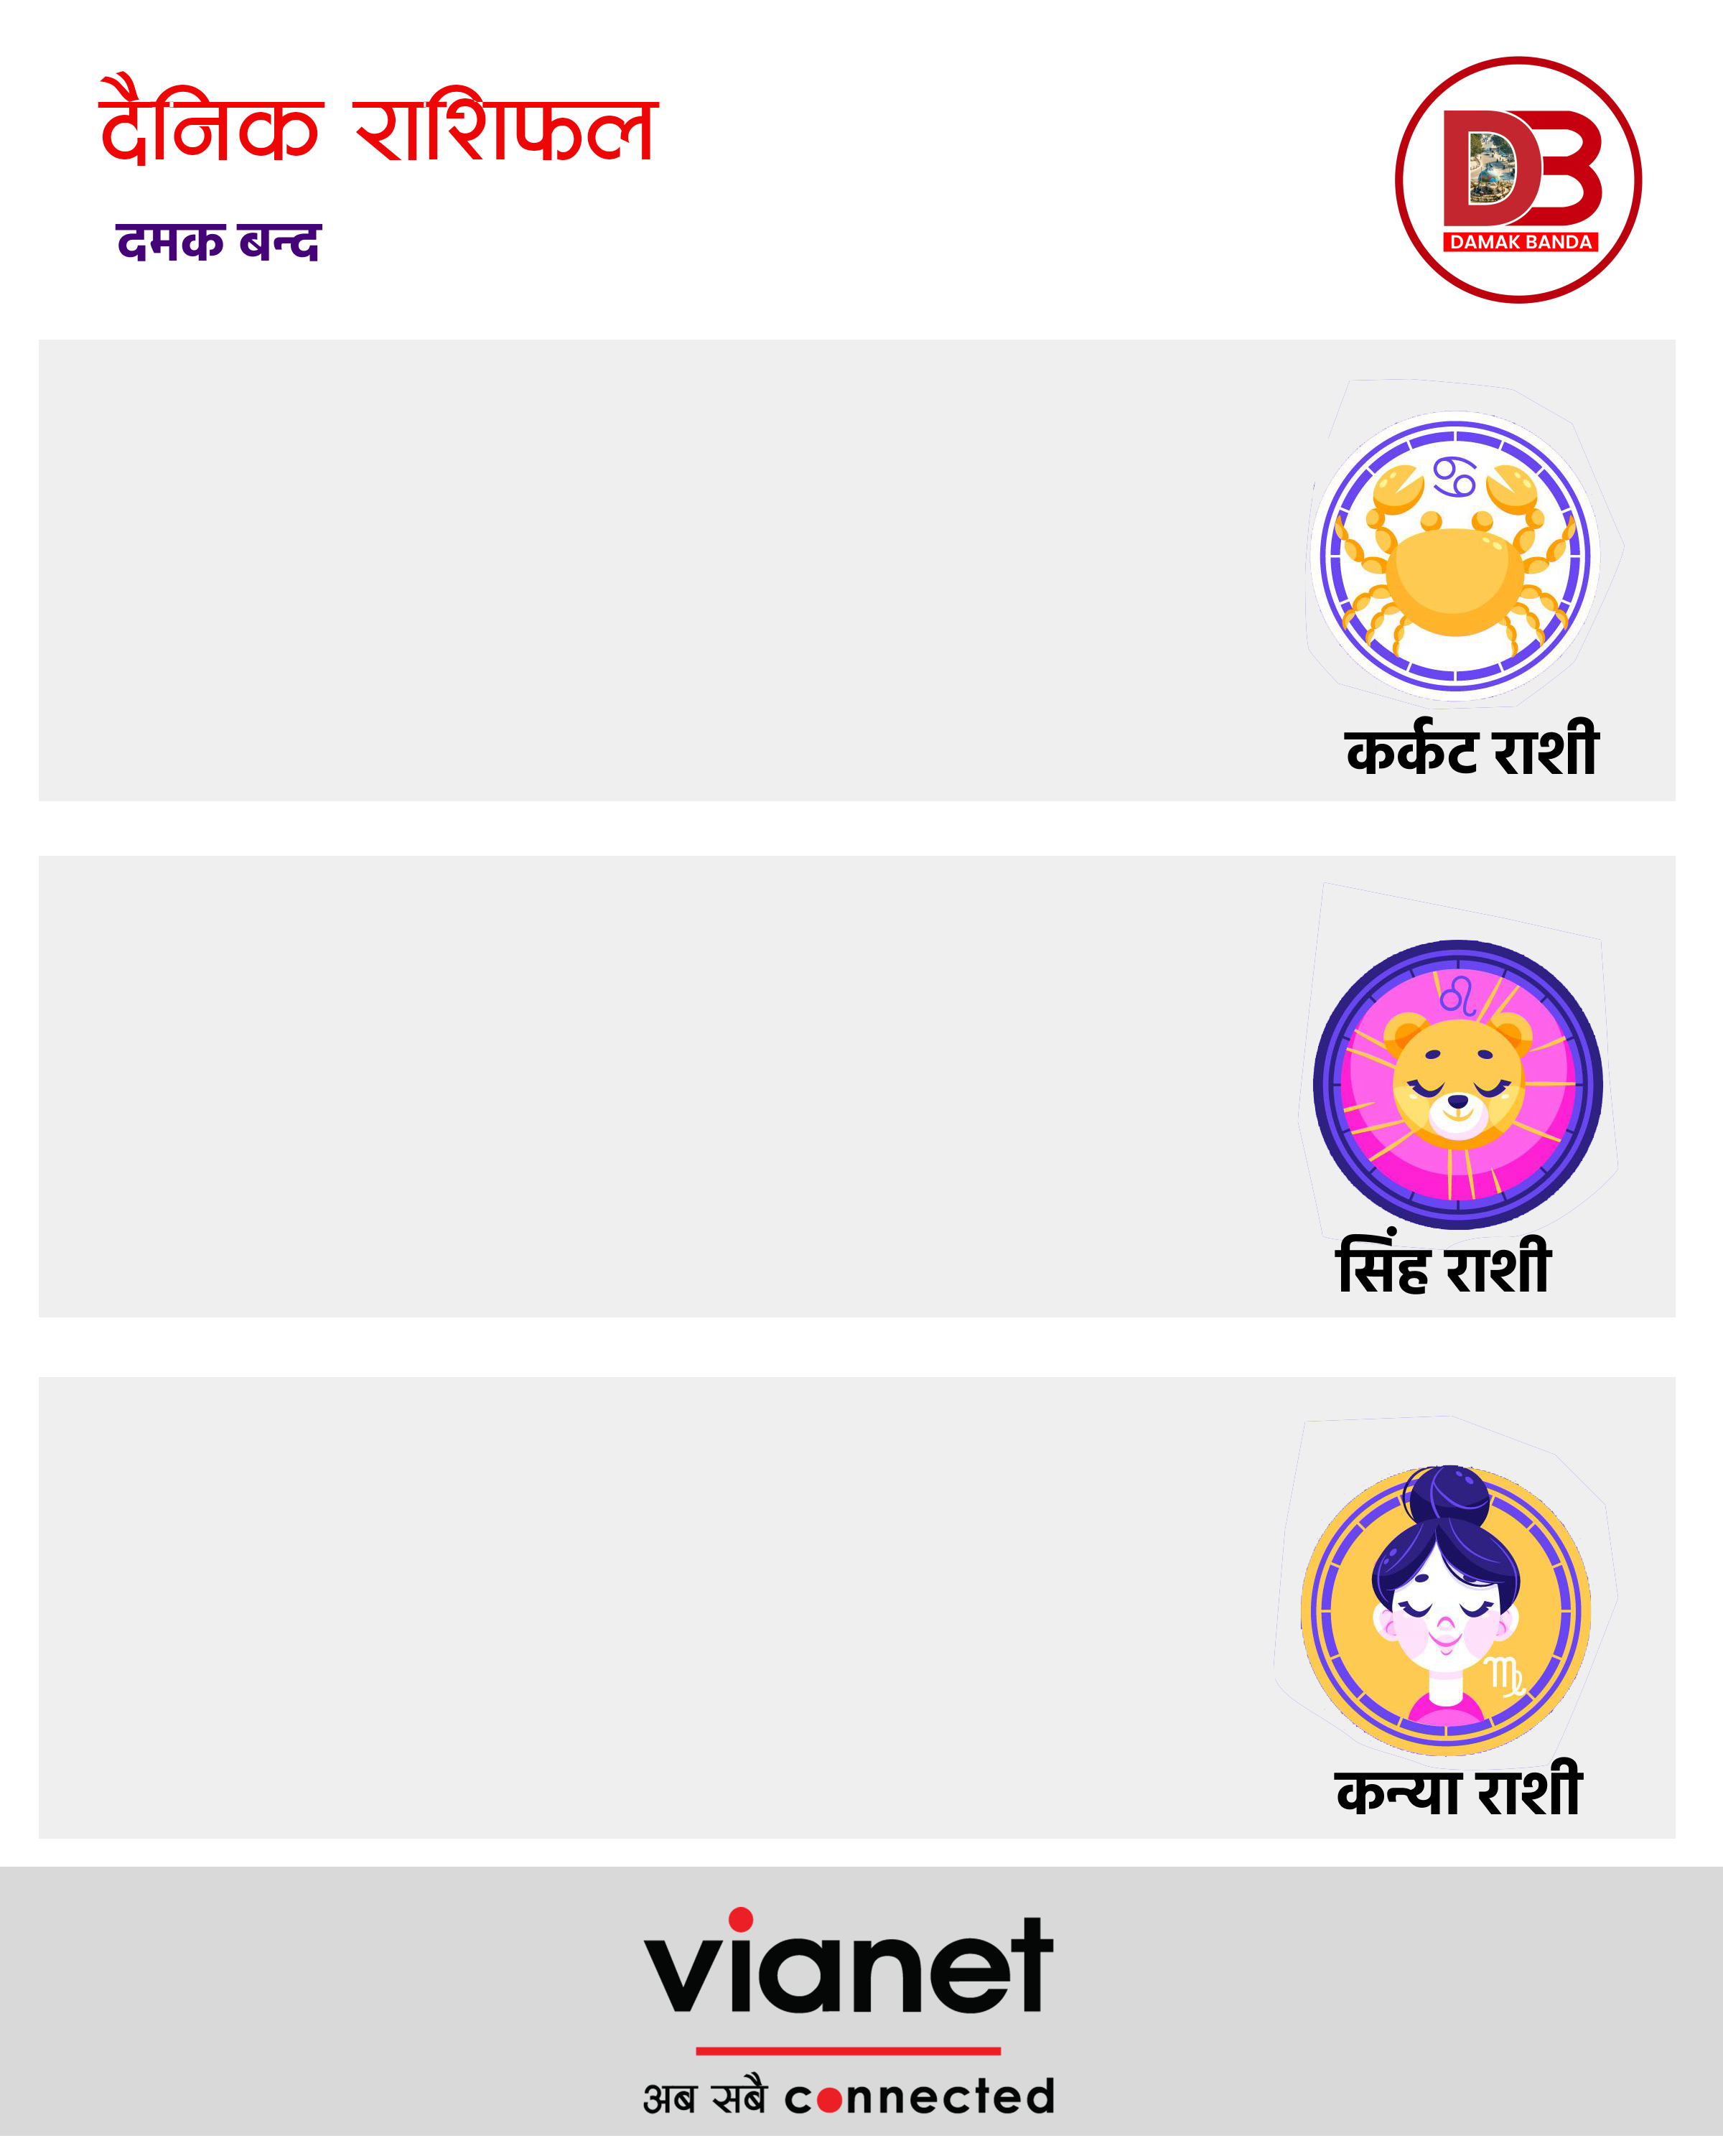 दैनिक राशिफल
दमक बन्द
DB
DAMAK BANDA
कर्कट राशी
सिंह राशी
कन्या राशी
vianet
अब सबै connected